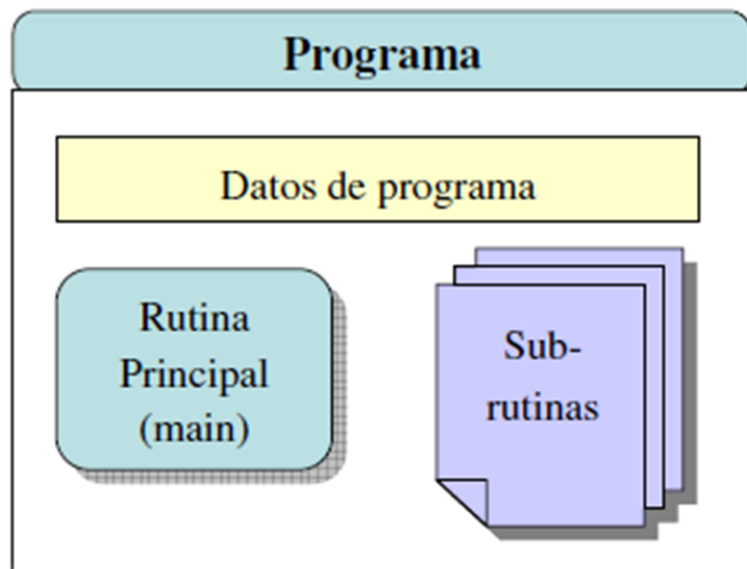 Programa
Datos de programa
Rutina
Principal
(main)
Sub-
rutinas